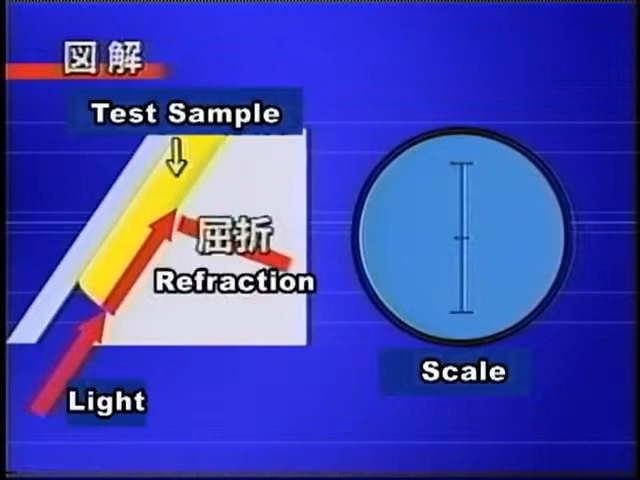 図解
Test Sample
屈折
Refraction
Scale
Light